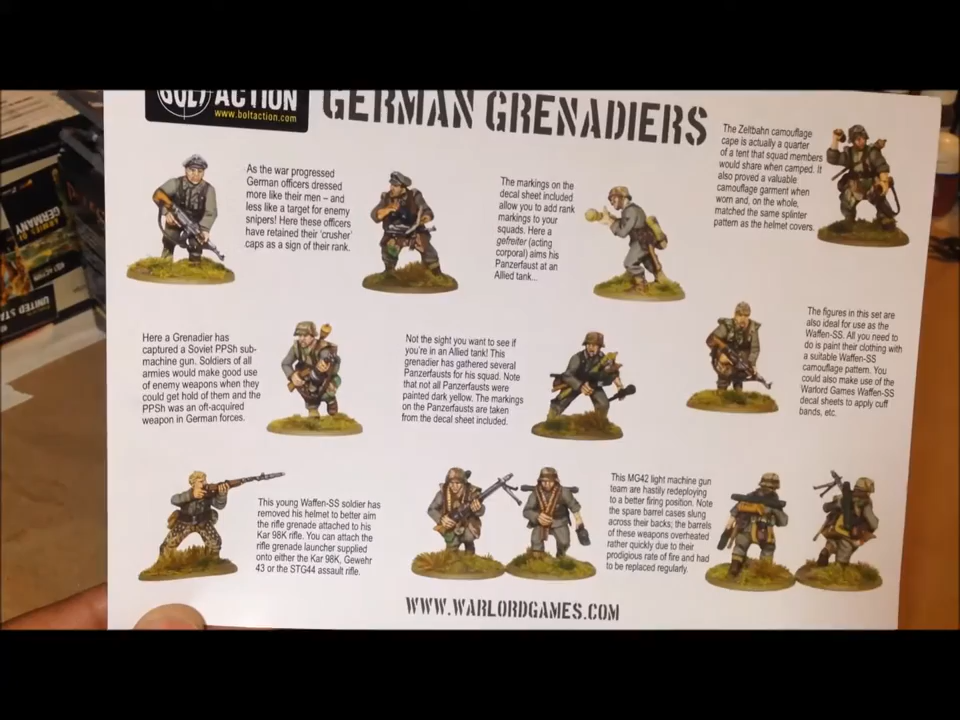 BOLT ACTION
www.boltaction.com
GERMAN GRENADIERS
As the war progressed
German officers dressed
more like their men – and
less like a target for enemy
snipers! Here these officers
have retained their 'crusher'
caps as a sign of their rank.
The markings on the
decal sheet included
allow you to add rank
markings to your
squads. Here a
gefreiter (acting
corporal) aims his
Panzerfaust at an
Allied tank...
The Zeltbahn camouflage
cape is actually a quarter
of a tent that squad members
would share when camped. It
also proved a valuable
camouflage garment when
worn and, on the whole,
matched the same splinter
pattern as the helmet covers.
Here a Grenadier has
captured a Soviet PPSh sub-
machine gun. Soldiers of all
armies would make good use
of enemy weapons when they
could get hold of them and the
PPSh was an oft-acquired
weapon in German forces.
Not the sight you want to see if
you're in an Allied tank! This
grenadier has gathered several
Panzerfausts for his squad. Note
that not all Panzerfausts were
painted dark yellow. The markings
on the Panzerfausts are taken
from the decal sheet included.
The figures in this set are
also ideal for use as the
Waffen-SS. All you need to
do is paint their clothing with
a suitable Waffen-SS
camouflage pattern. You
could also make use of the
Warlord Games Waffen-SS
decal sheets to apply cuff
bands, etc.
This young Waffen-SS soldier has
removed his helmet to better aim
the rifle grenade attached to his
Kar 98K rifle. You can attach the
rifle grenade launcher supplied
onto either the Kar 98K, Gewehr
43 or the STG44 assault rifle.
This MG42 light machine gun
team are hastily redeploying
to a better firing position. Note
the spare barrel cases slung
across their backs; the barrels
of these weapons overheated
rather quickly due to their
prodigious rate of fire and had
to be replaced regularly.
WWW.WARLORDGAMES.COM
UNITED STA
GERMANY